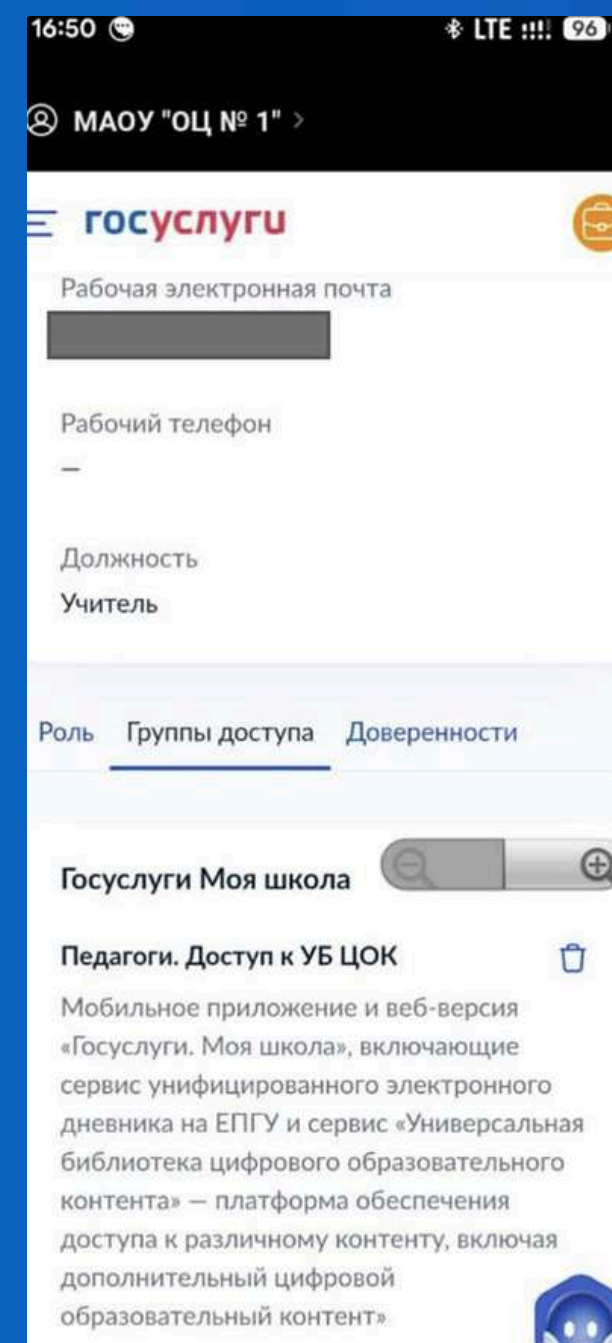 16:50 LTE 96
МАОУ "ОЦ № 1" >
госуслуги
Рабочая электронная почта
Рабочий телефон
—
Должность
Учитель
Роль Группы доступа Доверенности
Госуслуги Моя школа
Педагоги. Доступ к УБ ЦОК
Мобильное приложение и веб-версия
«Госуслуги. Моя школа», включающие
сервис унифицированного электронного
дневника на ЕПГУ и сервис «Универсальная
библиотека цифрового образовательного
контента» — платформа обеспечения
доступа к различному контенту, включая
дополнительный цифровой
образовательный контент»